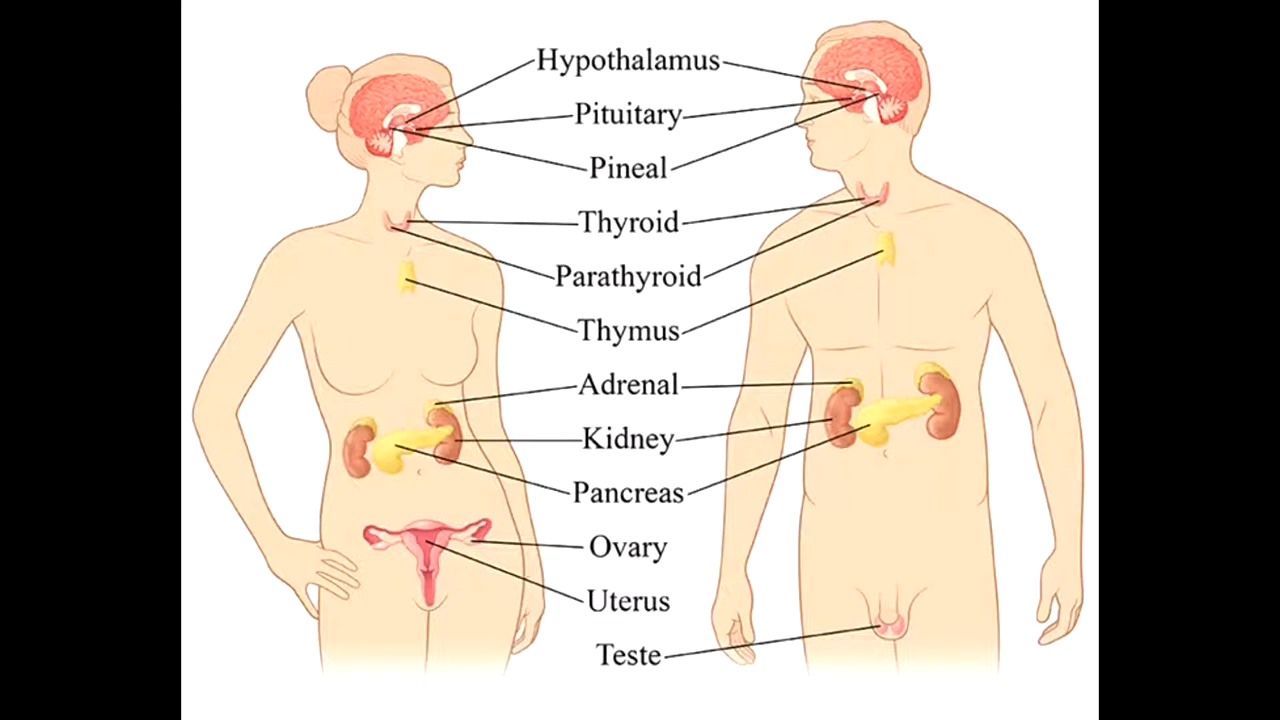 Hypothalamus
Pituitary
Pineal
Thyroid
Parathyroid
Thymus
Adrenal
Kidney
Pancreas
Ovary
Uterus
Teste